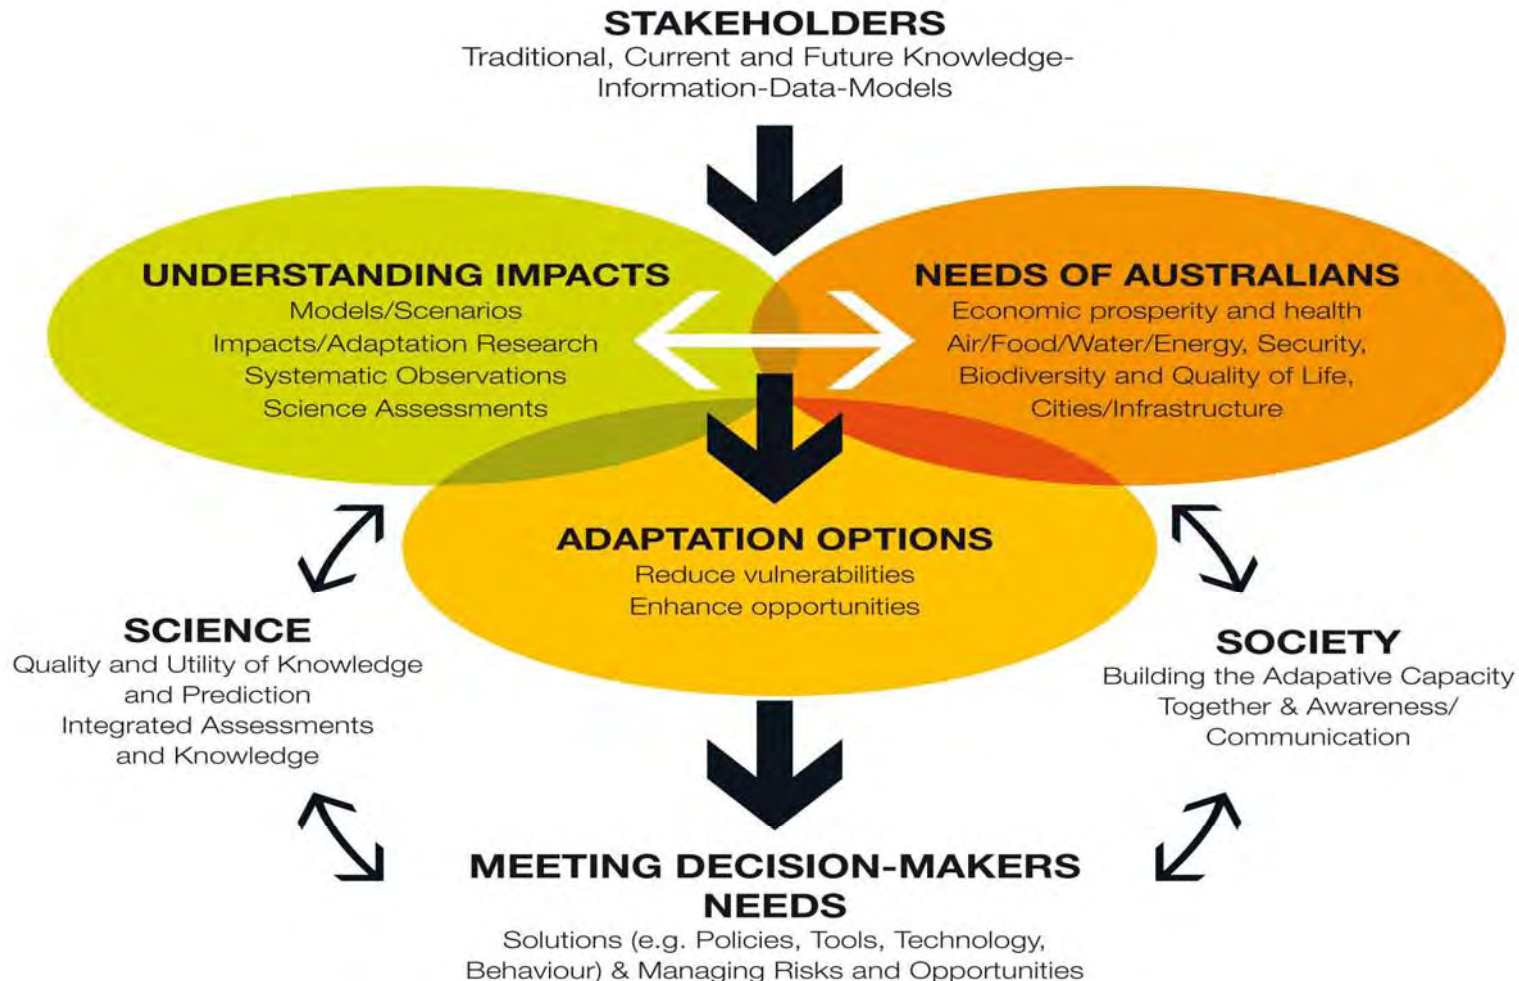 STAKEHOLDERS
Traditional, Current and Future Knowledge-
Information-Data-Models
UNDERSTANDING IMPACTS
Models/Scenarios
Impacts/Adaptation Research
Systematic Observations
Science Assessments
NEEDS OF AUSTRALIANS
Economic prosperity and health
Air/Food/Water/Energy, Security,
Biodiversity and Quality of Life,
Cities/Infrastructure
ADAPTATION OPTIONS
Reduce vulnerabilities
Enhance opportunities
SCIENCE
Quality and Utility of Knowledge
and Prediction
Integrated Assessments
and Knowledge
SOCIETY
Building the Adapative Capacity
Together & Awareness/
Communication
MEETING DECISION-MAKERS
NEEDS
Solutions (e.g. Policies, Tools, Technology,
Behaviour) & Managing Risks and Opportunities